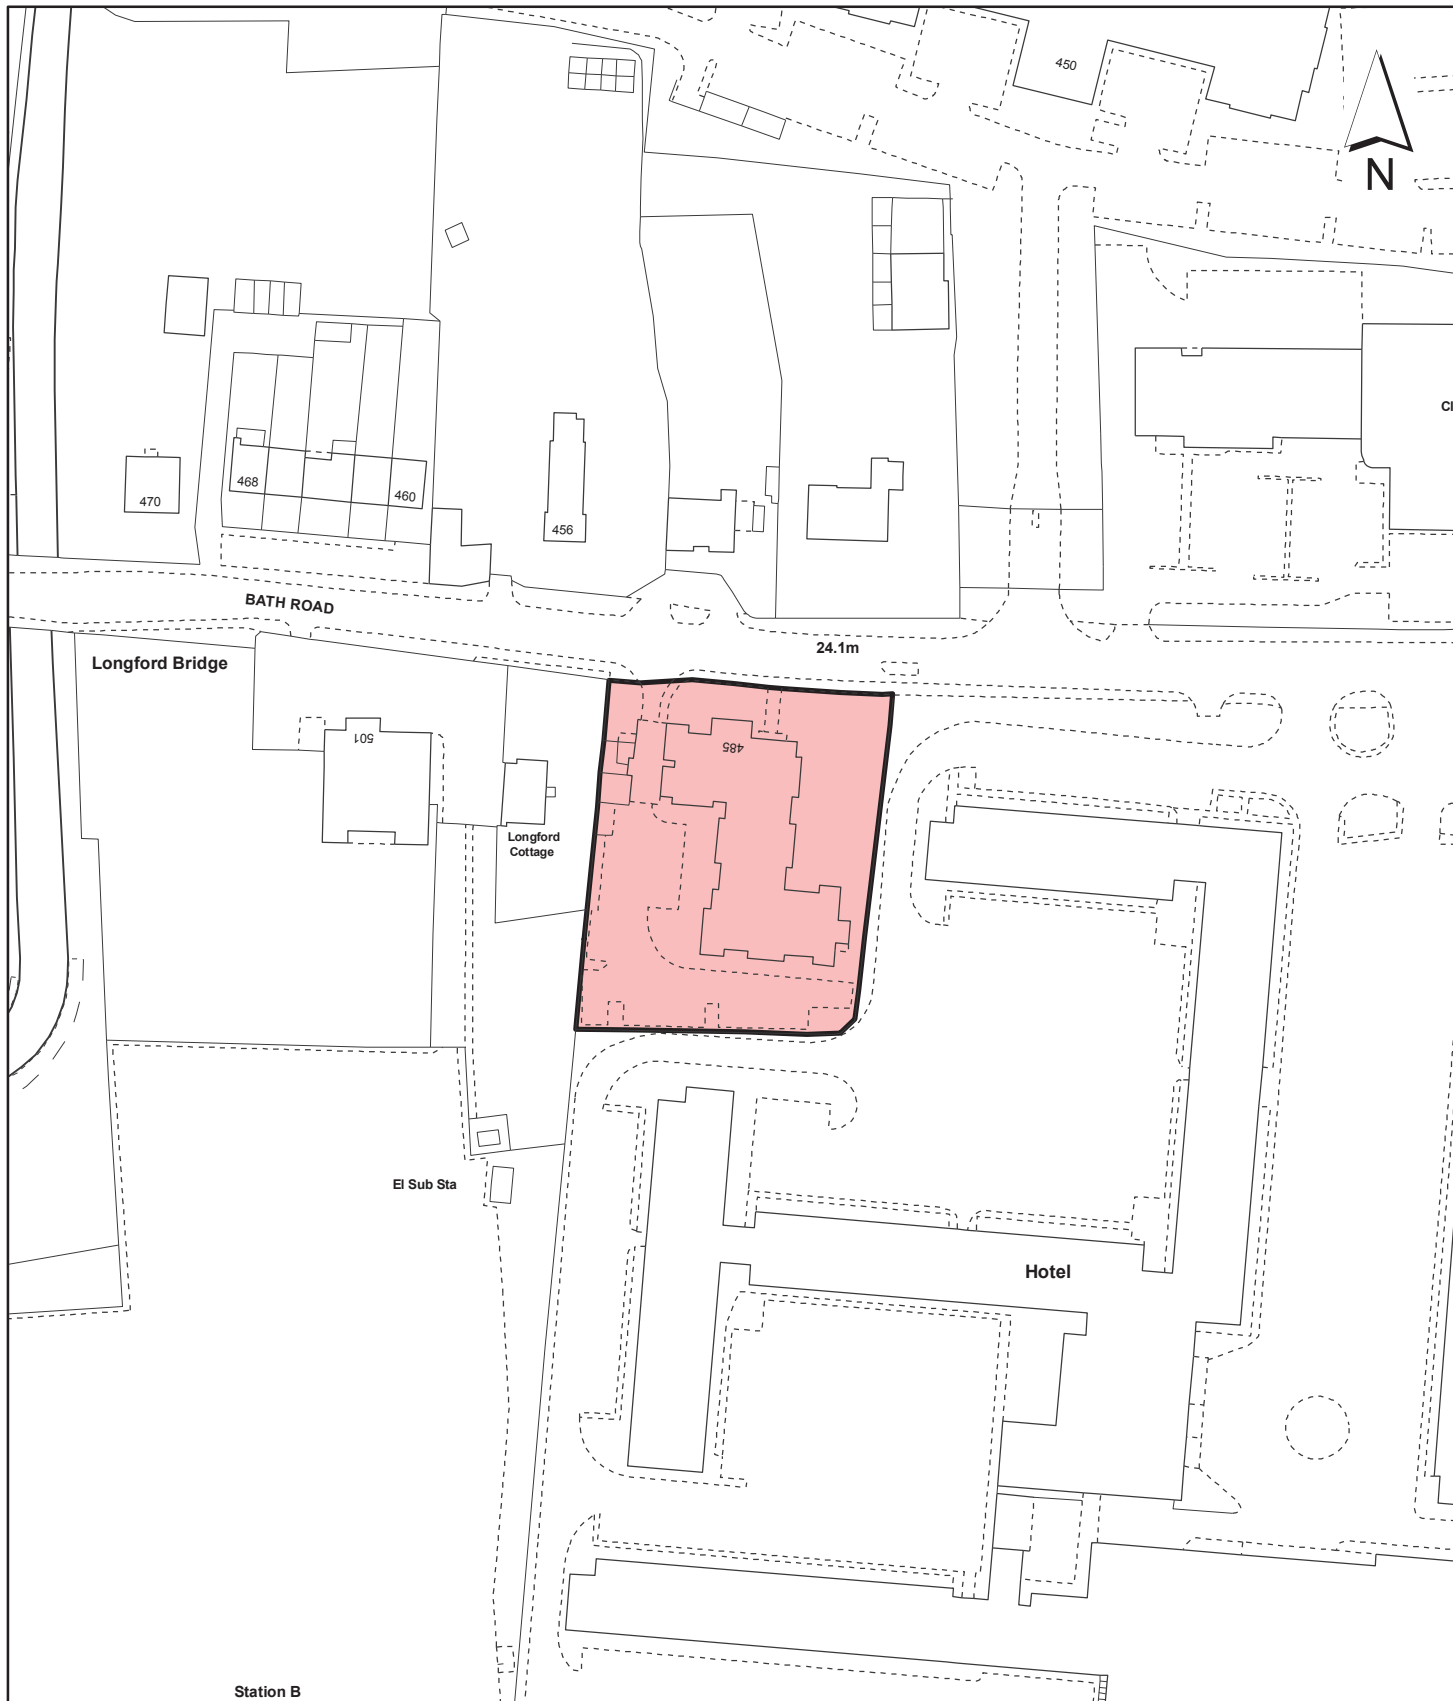 450
N
Cl
470
468
460
456
BATH ROAD
24.1m
Longford Bridge
501
485
Longford
Cottage
El Sub Sta
Hotel
Station B